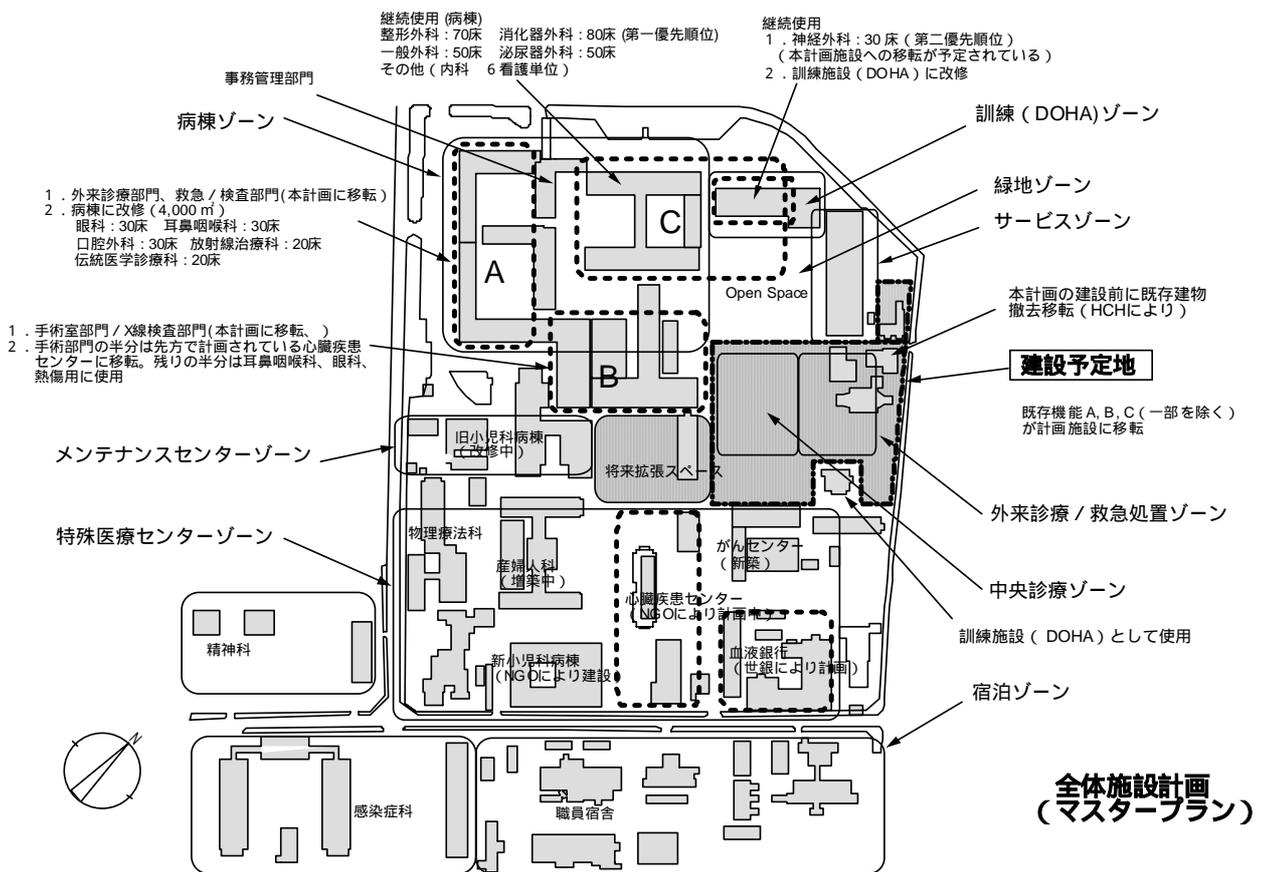 継続使用 (病棟)
整形外科 : 70床　消化器外科 : 80床 (第一優先順位)
一般外科 : 50床　泌尿器外科 : 50床
その他 ( 内科　6 看護単位 )
継続使用
1 . 神経外科 : 30 床 ( 第二優先順位 )
( 本計画施設への移転が予定されている )
2 . 訓練施設 ( DOHA ) に改修
事務管理部門
病棟ゾーン
訓練 ( DOHA) ゾーン
緑地ゾーン
サービスゾーン
1 . 外来診療部門、救急 / 検査部門( 本計画に移転 )
2 . 病棟に改修 ( 4,000 ㎡ )
眼科 : 30床　耳鼻咽喉科 : 30床
口腔外科 : 30床　放射線治療科 : 20床
伝統医学診療科 : 20床
C
A
Open Space
本計画の建設前に既存建物
撤去移転 ( HCHにより )
1 . 手術室部門 / X線検査部門( 本計画に移転、 )
2 . 手術部門の半分は先方で計画されている心臓疾患
センターに移転。残りの半分は耳鼻咽喉科、眼科、
熱傷用に使用
B
建設予定地
既存機能 A, B, C ( 一部を除く )
が計画施設に移転
メンテナンスセンターゾーン
旧小児科病棟
( 改修中 )
将来拡張スペース
外来診療 / 救急処置ゾーン
特殊医療センターゾーン
物理療法科
産婦人科
( 増築中 )
がんセンター
( 新築 )
心臓疾患センター
( NGOにより計画中 )
中央診療ゾーン
訓練施設 ( DOHA ) として使用
精神科
新小児科病棟
( NGOにより建設
血液銀行
( 世銀により計画 )
宿泊ゾーン
N
感染症科
職員宿舎
全体施設計画
( マスタープラン )